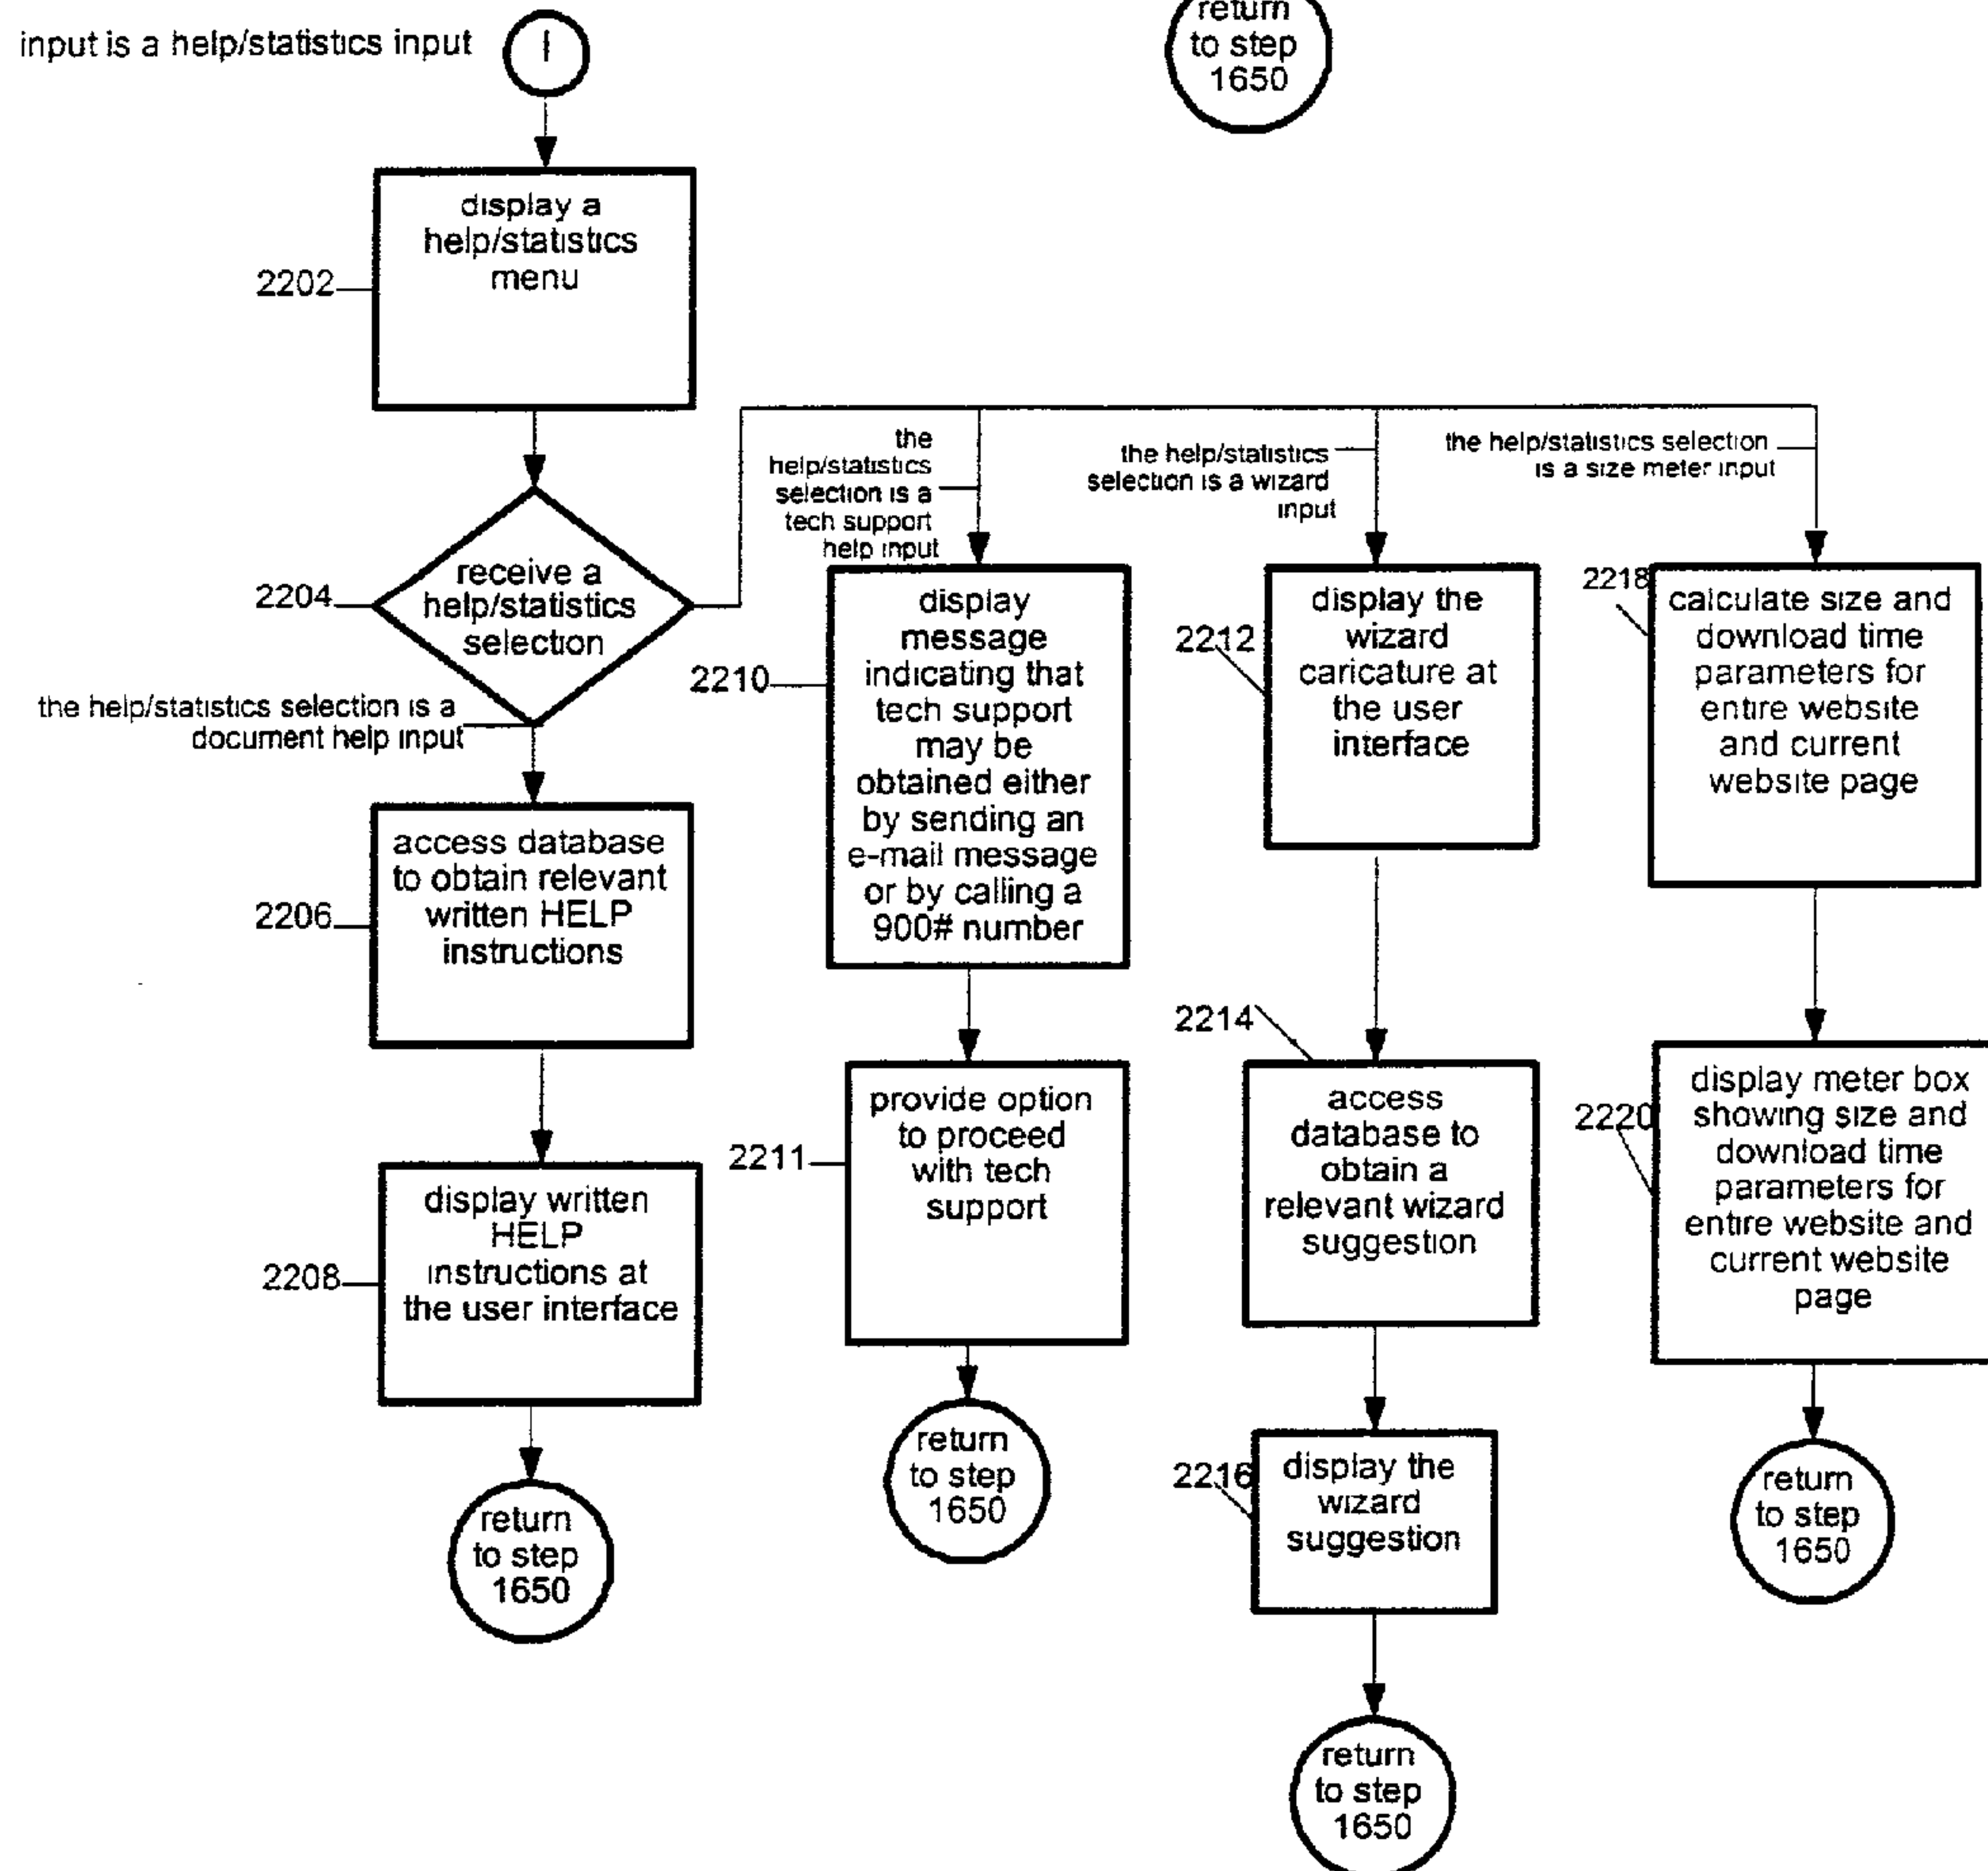 input is a help/statistics input
I
return
to step
1650
display a
help/statistics
menu
2202
receive a
help/statistics
selection
2204
the help/statistics selection is a
document help input
access database
to obtain relevant
written HELP
instructions
2206
display written
HELP
instructions at
the user interface
2208
return
to step
1650
the
help/statistics
selection is a
tech support
help input
display
message
indicating that
tech support
may be
obtained either
by sending an
e-mail message
or by calling a
900# number
2210
provide option
to proceed
with tech
support
2211
return
to step
1650
the help/statistics
selection is a wizard
input
display the
wizard
caricature at
the user
interface
2212
2214
access
database to
obtain a
relevant wizard
suggestion
2216
display the
wizard
suggestion
return
to step
1650
the help/statistics selection
is a size meter input
2218
calculate size and
download time
parameters for
entire website
and current
website page
2220
display meter box
showing size and
download time
parameters for
entire website and
current website
page
return
to step
1650